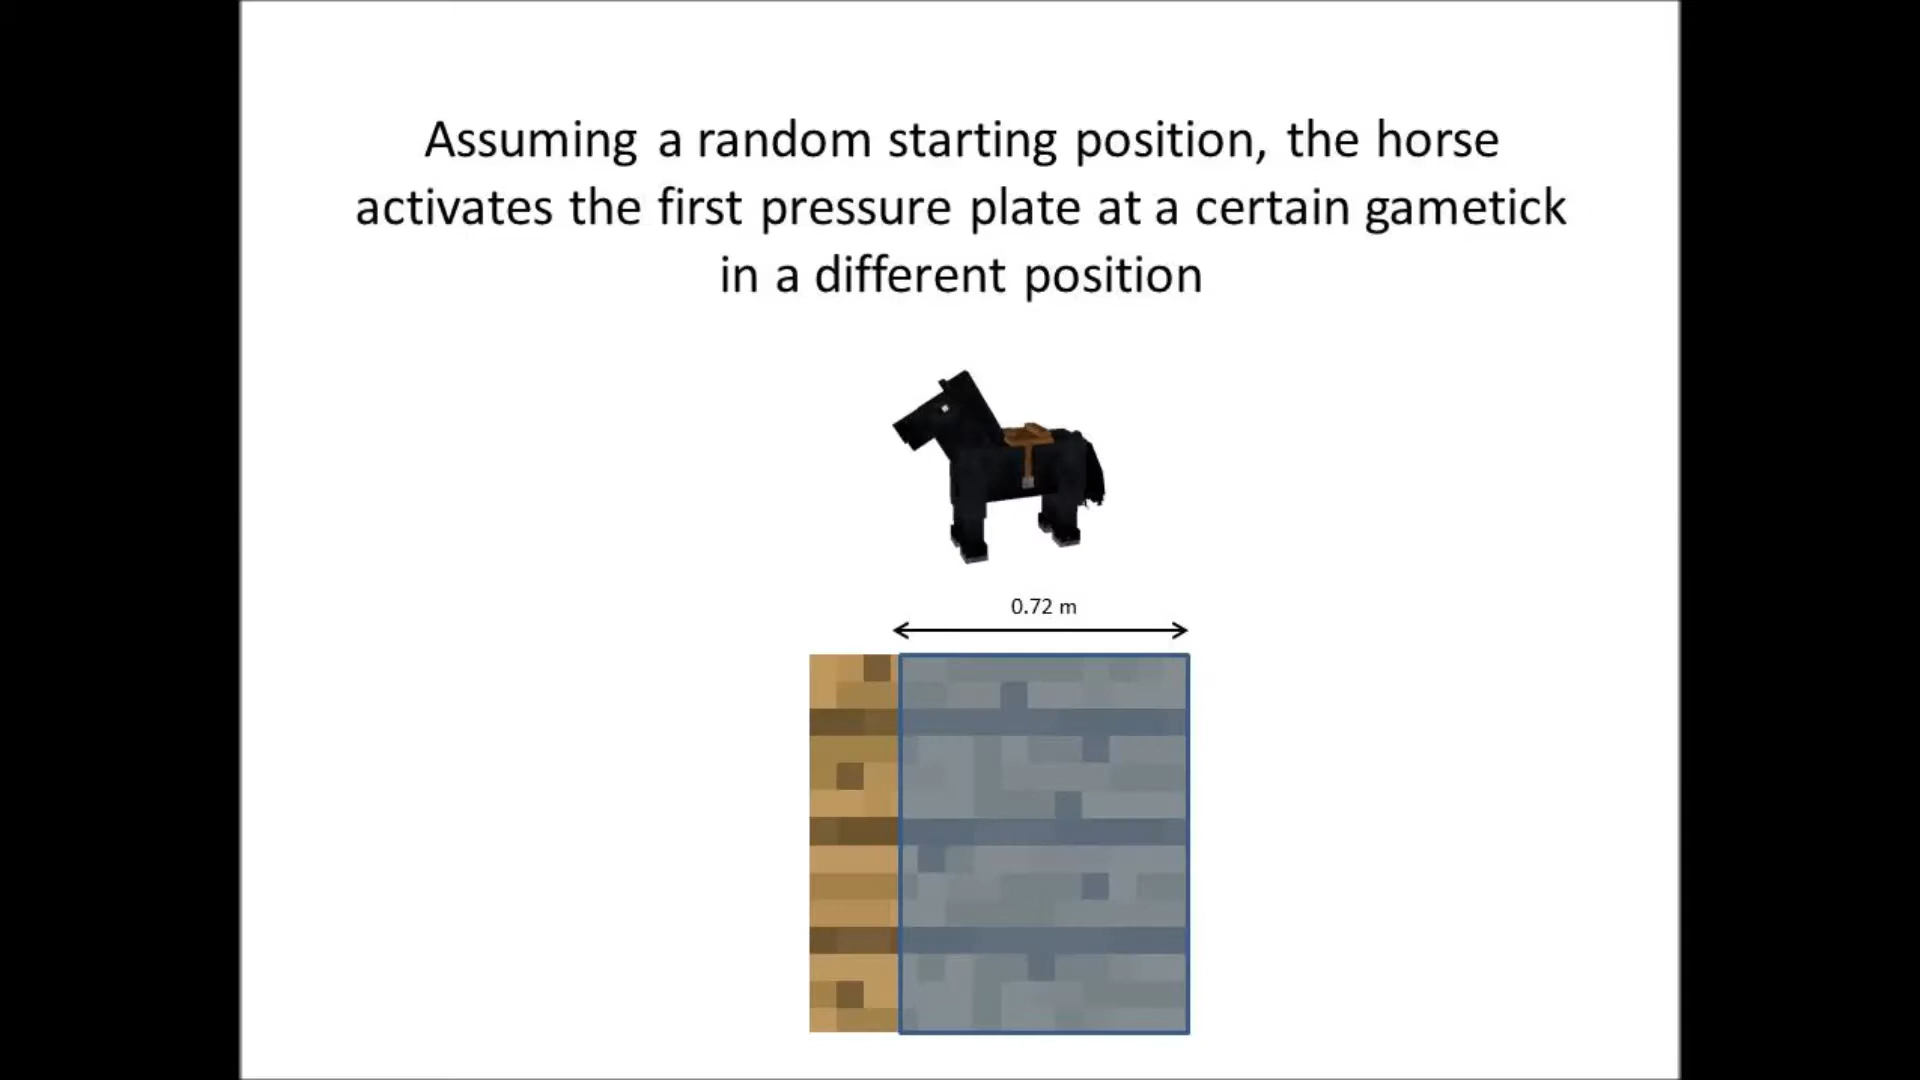 Assuming a random starting position, the horse
activates the first pressure plate at a certain gametick
in a different position
0.72 m